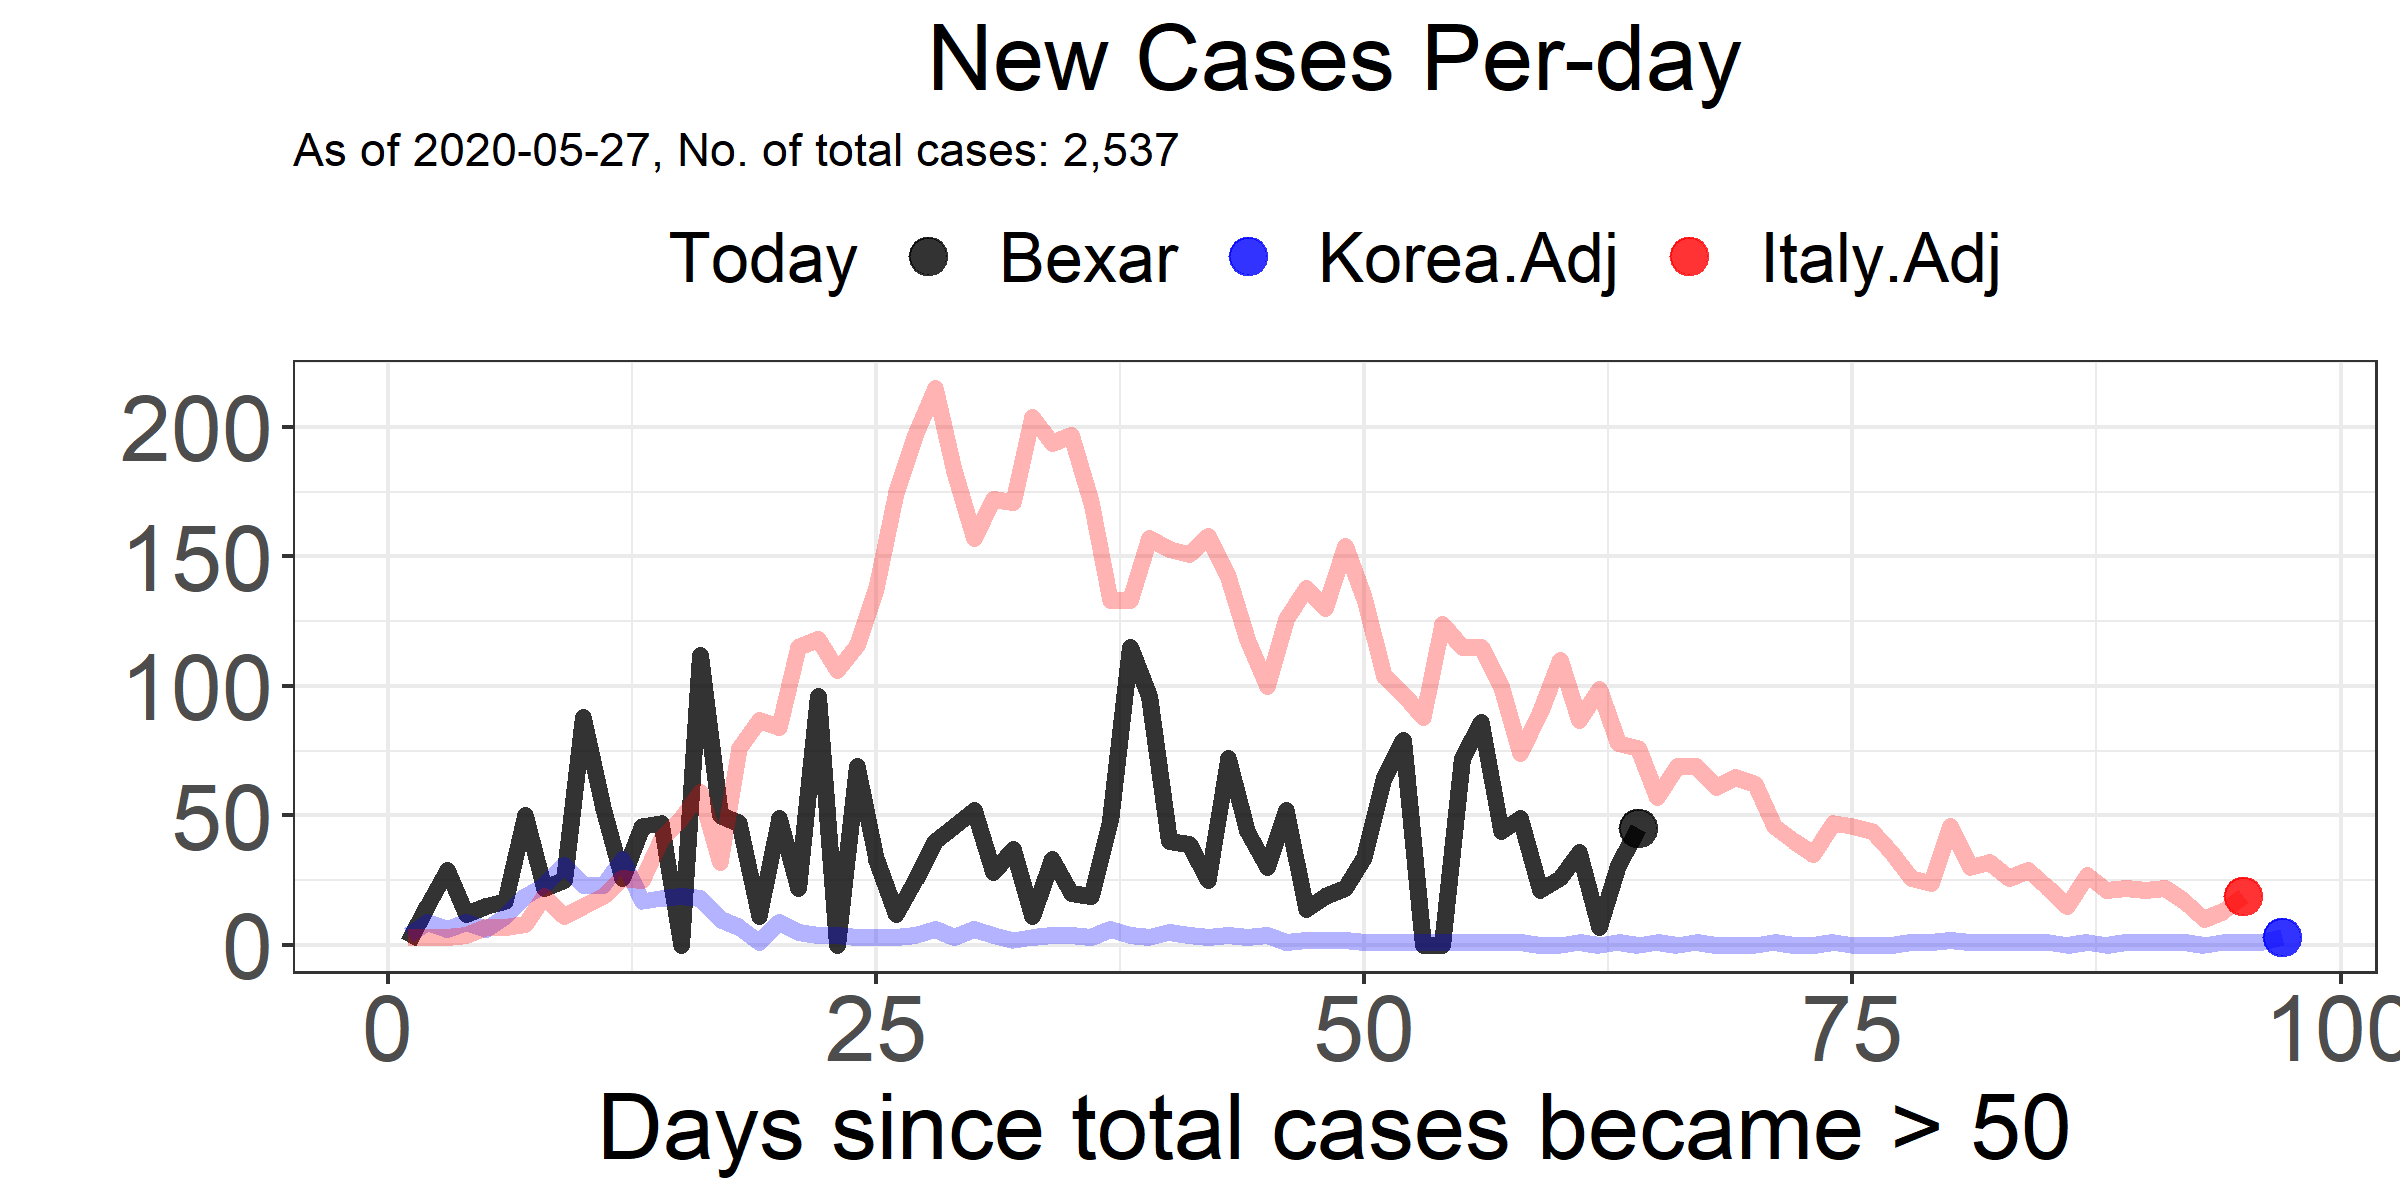 New Cases Per-day
As of 2020-05-27, No. of total cases: 2,537
Today Bexar Korea.Adj Italy.Adj
200
150
100
50
0
0 25 50 75 100
Days since total cases became > 50